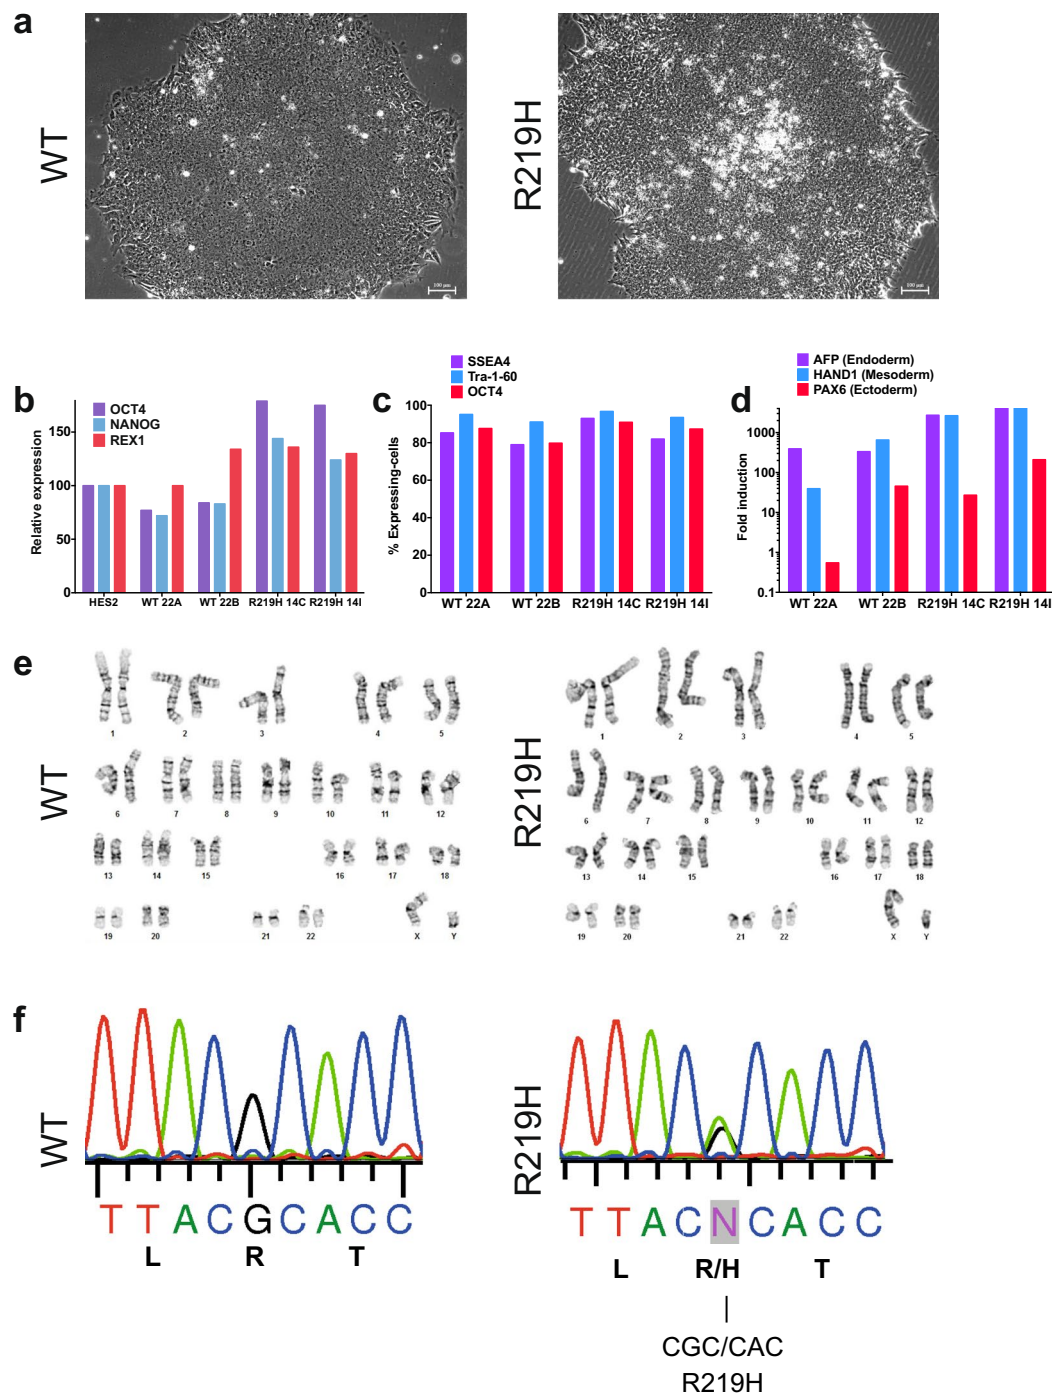 a
WT
R219H
100 µm
100 µm
b
OCT4
NANOG
REX1
Relative expression
150
100
50
0
HES2
WT 22A
WT 22B
R219H 14C
R219H 14I
c
SSEA4
Tra-1-60
OCT4
% Expressing-cells
100
80
60
40
20
0
WT 22A
WT 22B
R219H 14C
R219H 14I
d
AFP (Endoderm)
HAND1 (Mesoderm)
PAX6 (Ectoderm)
Fold induction
1000
100
10
1
0.1
WT 22A
WT 22B
R219H 14C
R219H 14I
e
WT
1 2 3 4 5
6 7 8 9 10 11 12
13 14 15 16 17 18
19 20 21 22 X Y
R219H
1 2 3 4 5
6 7 8 9 10 11 12
13 14 15 16 17 18
19 20 21 22 X Y
f
WT
TTACGCACC
L R T
R219H
TTACNCACC
L R/H T
CGC/CAC
R219H